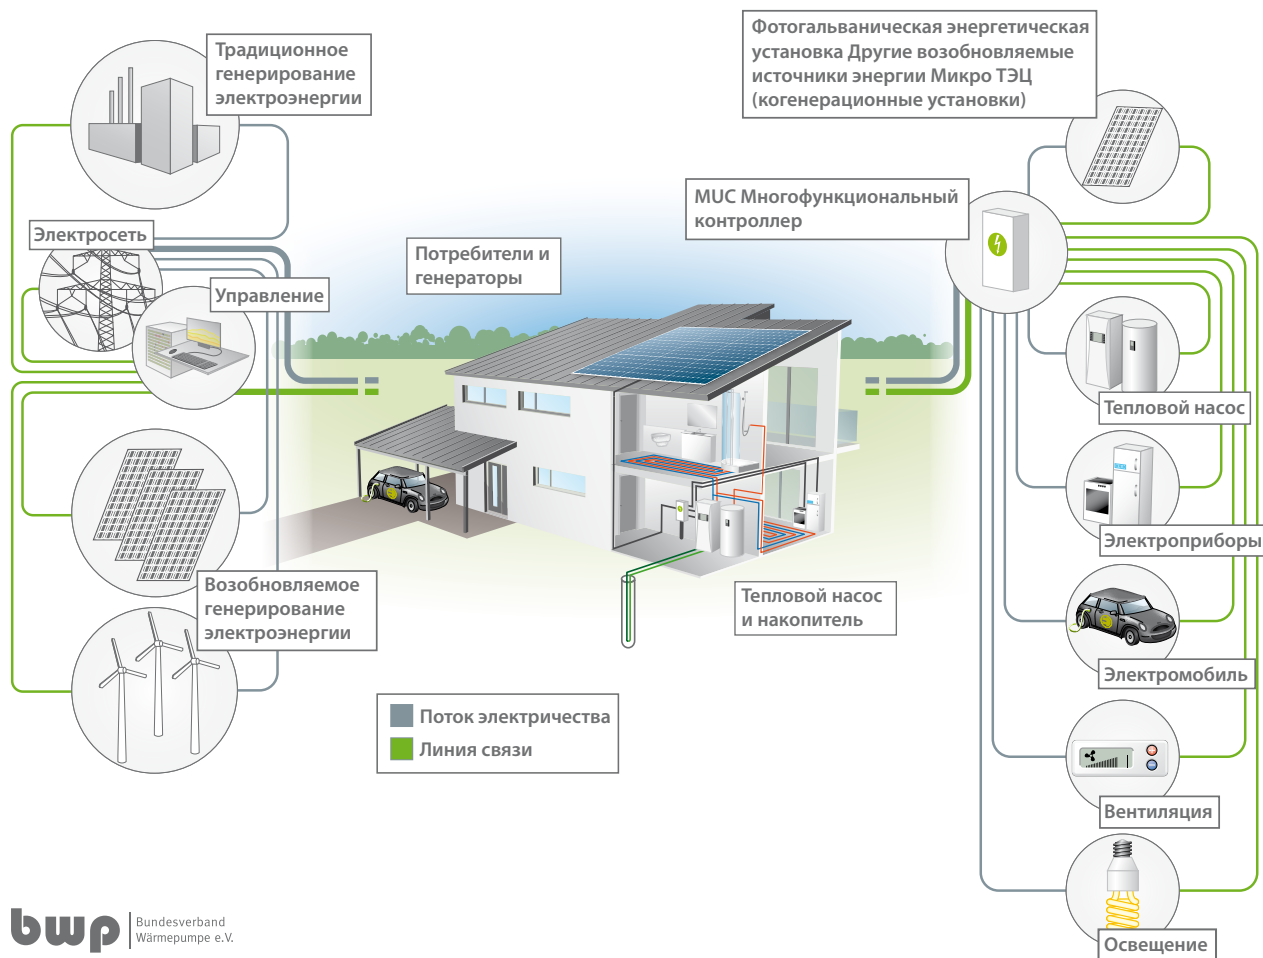 Традиционное
генерирование
электроэнергии
Фотогальваническая энергетическая
установка Другие возобновляемые
источники энергии Микро ТЭЦ
(когенерационные установки)
MUC Многофункциональный
контроллер
Электросеть
Потребители и
генераторы
Управление
Тепловой насос
Электроприборы
Возобновляемое
генерирование
электроэнергии
Тепловой насос
и накопитель
Электромобиль
Поток электричества
Линия связи
Вентиляция
Освещение
bwp
Bundesverband
Wärmepumpe e.V.